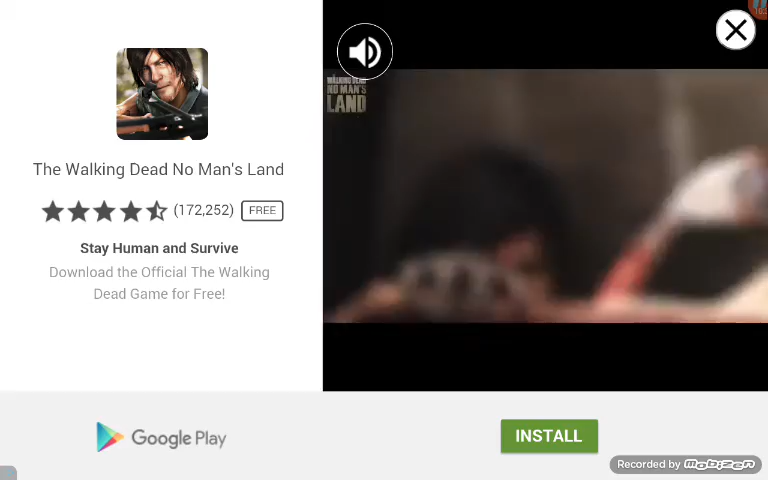 The Walking Dead No Man's Land
(172,252) FREE
Stay Human and Survive
Download the Official The Walking
Dead Game for Free!
WALKING DEAD
NO MAN'S
LAND
Google Play
INSTALL
Recorded by mobizen